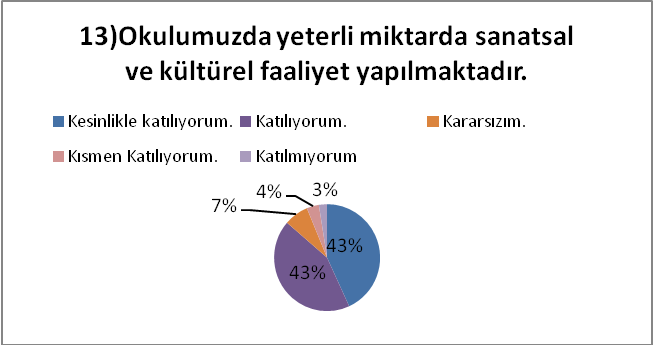 13)Okulumuzda yeterli miktarda sanatsal
ve kültürel faaliyet yapılmaktadır.
Kesinlikle katılıyorum. Katılıyorum. Kararsızım.
Kısmen Katılıyorum. Katılmıyorum
4% 3%
7%
43%
43%